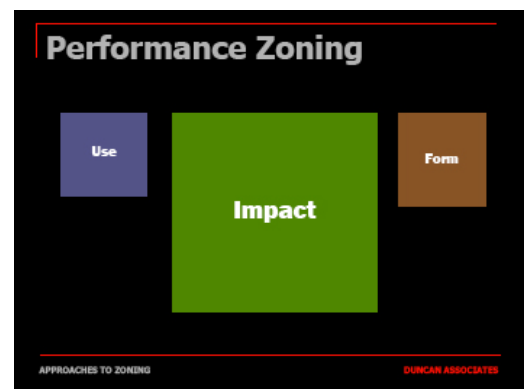 Performance Zoning
Use
Impact
Form
APPROACHES TO ZONING
DUNCAN ASSOCIATES